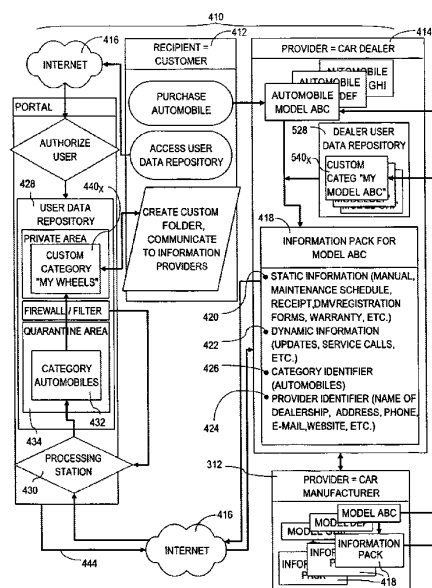 410
416
INTERNET
RECIPIENT =
CUSTOMER
412
PROVIDER = CAR DEALER
414
AUTOMOBILE
GHI
AUTOMOBILE
DEF
AUTOMOBILE
MODEL ABC
PURCHASE
AUTOMOBILE
PORTAL
AUTHORIZE
USER
ACCESS USER
DATA REPOSITORY
528
DEALER USER
DATA REPOSITORY
540x
CUSTOM
CATEG "MY
MODEL ABC"
428
440x
USER DATA
REPOSITORY
PRIVATE AREA
CUSTOM
CATEGORY
"MY WHEELS"
CREATE CUSTOM
FOLDER,
COMMUNICATE
TO INFORMATION
PROVIDERS
418
INFORMATION PACK FOR
MODEL ABC
FIREWALL / FILTER
QUARANTINE AREA
CATEGORY
AUTOMOBILES
434
432
PROCESSING
STATION
430
420
• STATIC INFORMATION (MANUAL,
MAINTENANCE SCHEDULE,
RECEIPT,DMVREGISTRATION
FORMS, WARRANTY, ETC.)
422
• DYNAMIC INFORMATION
(UPDATES, SERVICE CALLS,
ETC.)
426
• CATEGORY IDENTIFIER
(AUTOMOBILES)
424
• PROVIDER IDENTIFIER (NAME OF
DEALERSHIP, ADDRESS, PHONE,
E-MAIL,WEBSITE, ETC.)
312
PROVIDER = CAR
MANUFACTURER
MODEL ABC
MODEL DEF
MODEL
INFORMATION
PACK
418
416
INTERNET
444